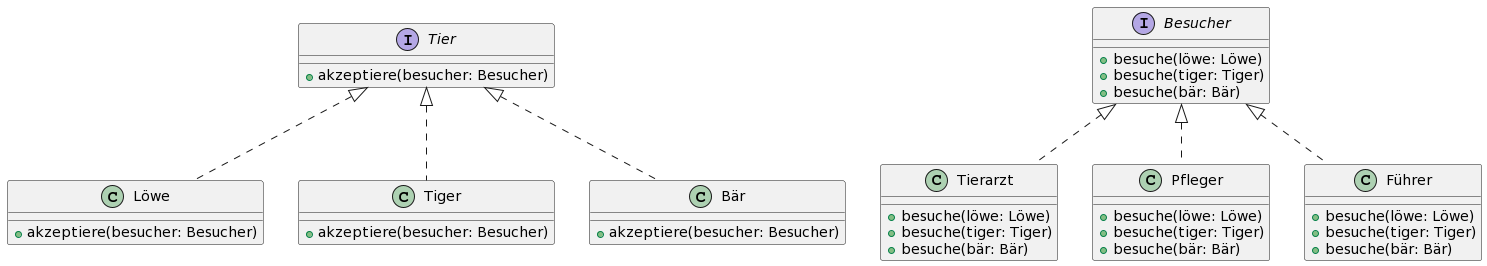 I Tier
+ akzeptiere(besucher: Besucher)
C Löwe
+ akzeptiere(besucher: Besucher)
C Tiger
+ akzeptiere(besucher: Besucher)
C Bär
+ akzeptiere(besucher: Besucher)
I Besucher
besuche(löwe: Löwe)
besuche(tiger: Tiger)
besuche(bär: Bär)
C Tierarzt
besuche(löwe: Löwe)
besuche(tiger: Tiger)
besuche(bär: Bär)
C Pfleger
besuche(löwe: Löwe)
besuche(tiger: Tiger)
besuche(bär: Bär)
C Führer
besuche(löwe: Löwe)
besuche(tiger: Tiger)
besuche(bär: Bär)